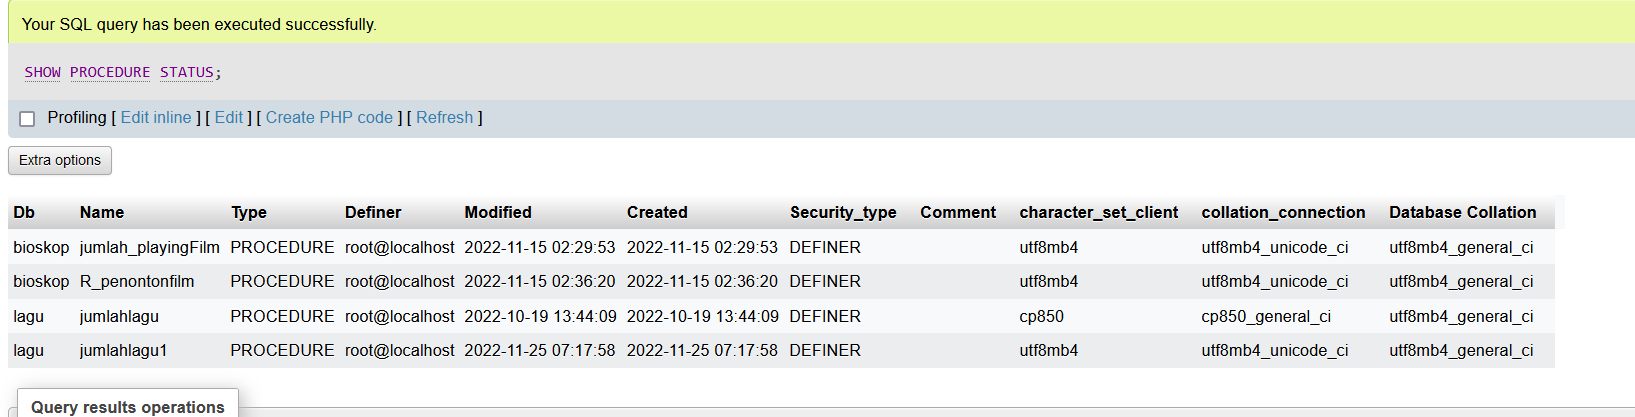 Your SQL query has been executed successfully.
SHOW PROCEDURE STATUS;
Profiling [ Edit inline ] [ Edit ] [ Create PHP code ] [ Refresh ]
Extra options
Db Name Type Definer Modified Created Security_type Comment character_set_client collation_connection Database Collation
bioskop jumlah_playingFilm PROCEDURE root@localhost 2022-11-15 02:29:53 2022-11-15 02:29:53 DEFINER utf8mb4 utf8mb4_unicode_ci utf8mb4_general_ci
bioskop R_penontonfilm PROCEDURE root@localhost 2022-11-15 02:36:20 2022-11-15 02:36:20 DEFINER utf8mb4 utf8mb4_unicode_ci utf8mb4_general_ci
lagu jumlahlagu PROCEDURE root@localhost 2022-10-19 13:44:09 2022-10-19 13:44:09 DEFINER cp850 cp850_general_ci utf8mb4_general_ci
lagu jumlahlagu1 PROCEDURE root@localhost 2022-11-25 07:17:58 2022-11-25 07:17:58 DEFINER utf8mb4 utf8mb4_unicode_ci utf8mb4_general_ci
Query results operations